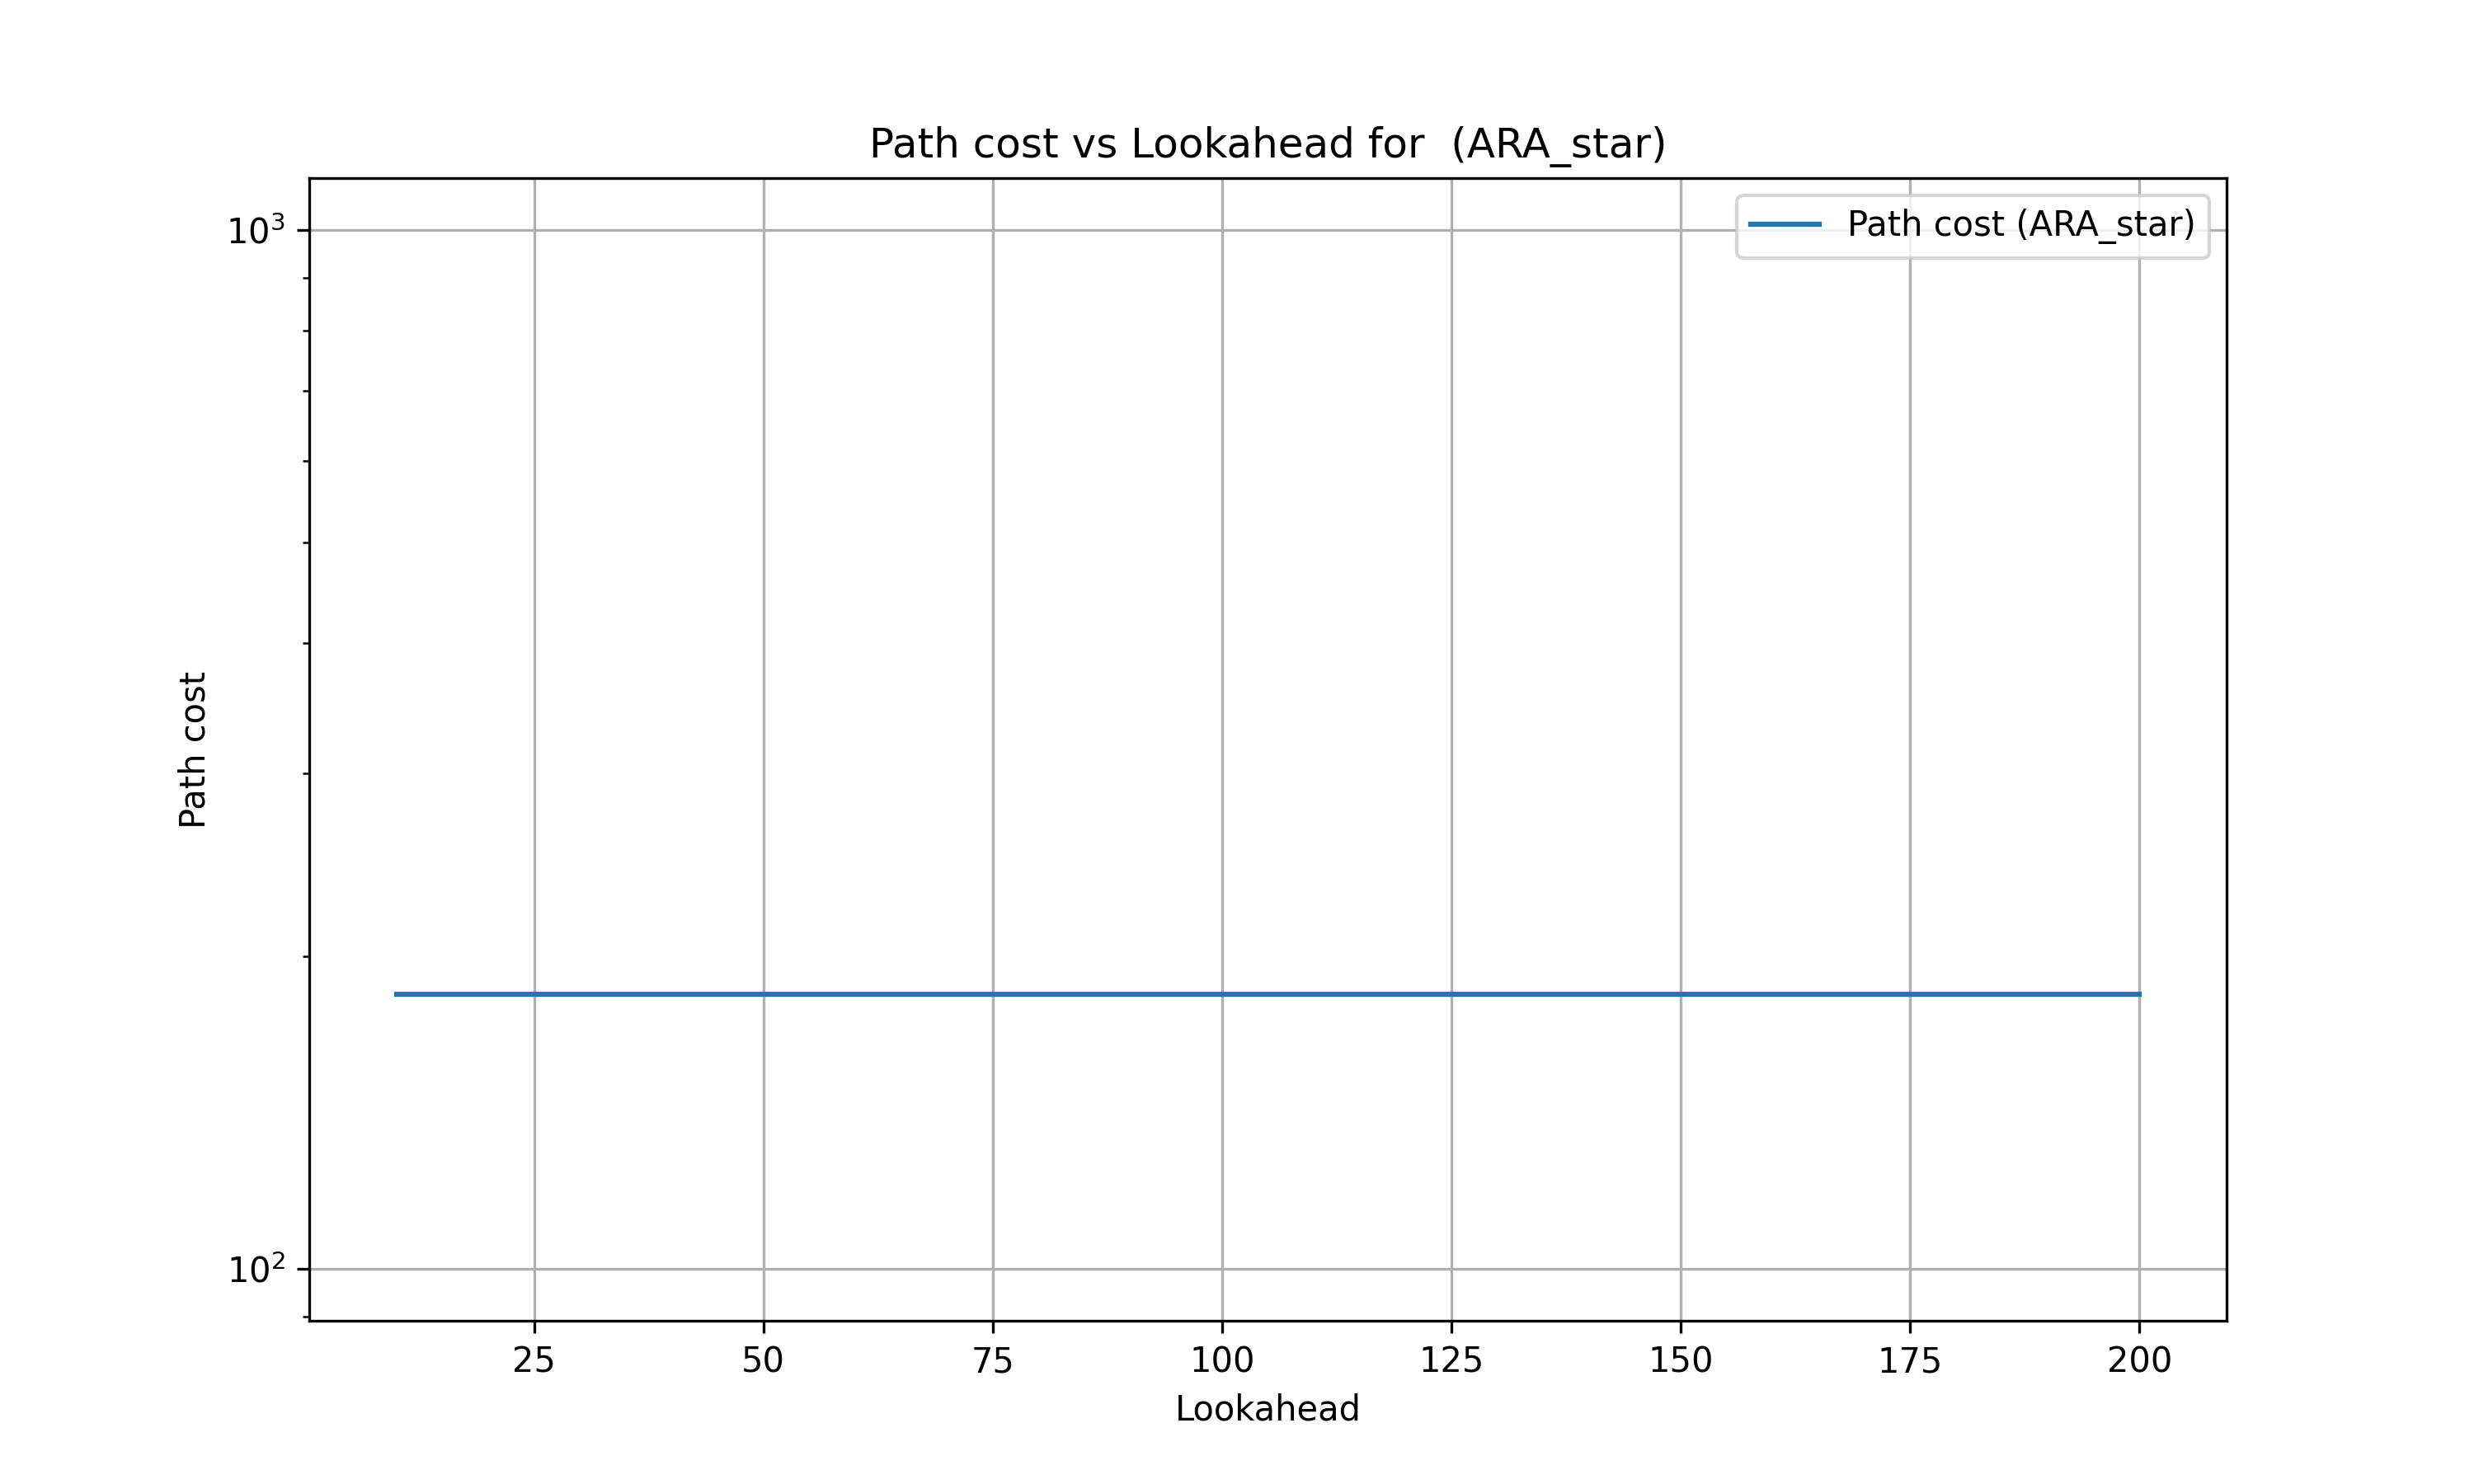 Path cost vs Lookahead for  (ARA_star)
Path cost (ARA_star)
10³
10²
Path cost
25 50 75 100 125 150 175 200
Lookahead